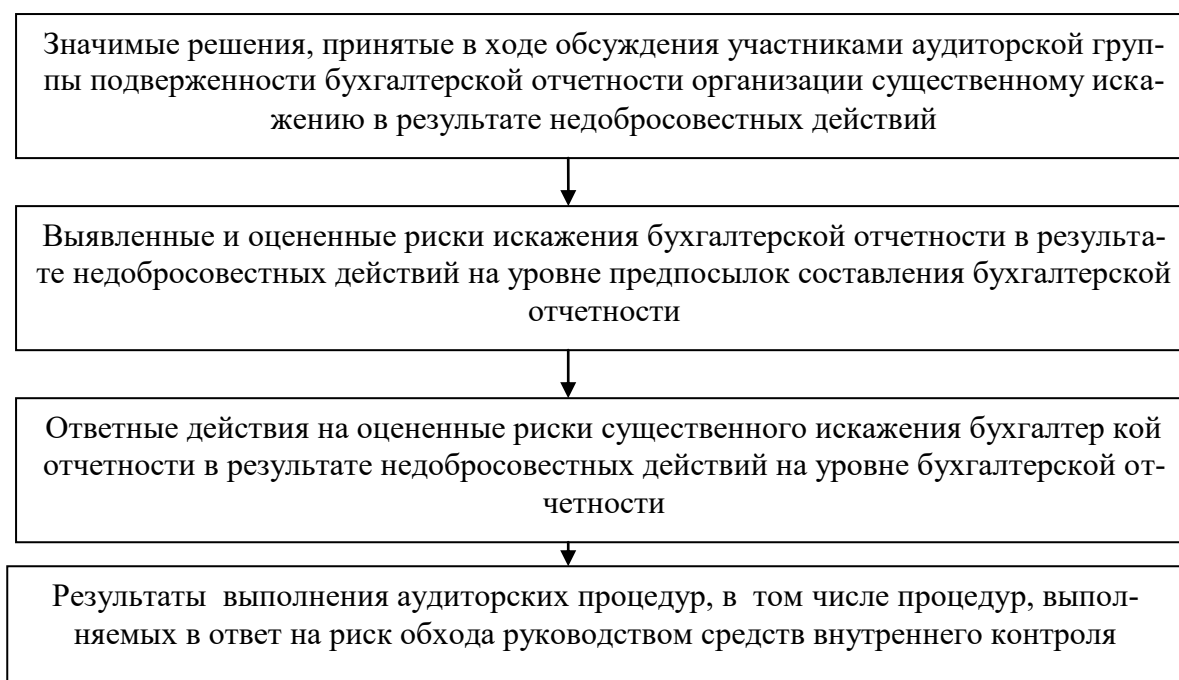 Значимые решения, принятые в ходе обсуждения участниками аудиторской груп-
пы подверженности бухгалтерской отчетности организации существенному иска-
жению в результате недобросовестных действий
Выявленные и оцененные риски искажения бухгалтерской отчетности в результа-
те недобросовестных действий на уровне предпосылок составления бухгалтерской
отчетности
Ответные действия на оцененные риски существенного искажения бухгалтер кой
отчетности в результате недобросовестных действий на уровне бухгалтерской от-
четности
Результаты выполнения аудиторских процедур, в том числе процедур, выпол-
няемых в ответ на риск обхода руководством средств внутреннего контроля